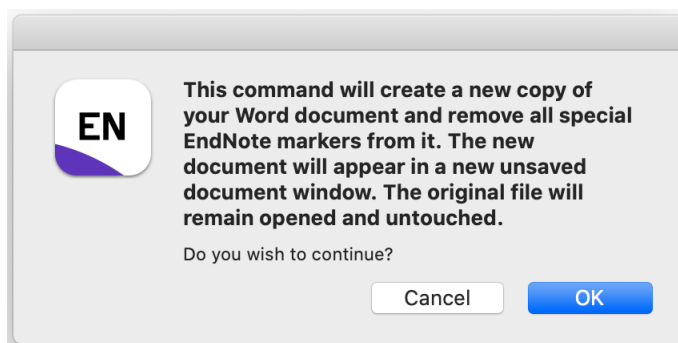 EN
This command will create a new copy of
your Word document and remove all special
EndNote markers from it. The new
document will appear in a new unsaved
document window. The original file will
remain opened and untouched.
Do you wish to continue?
Cancel OK